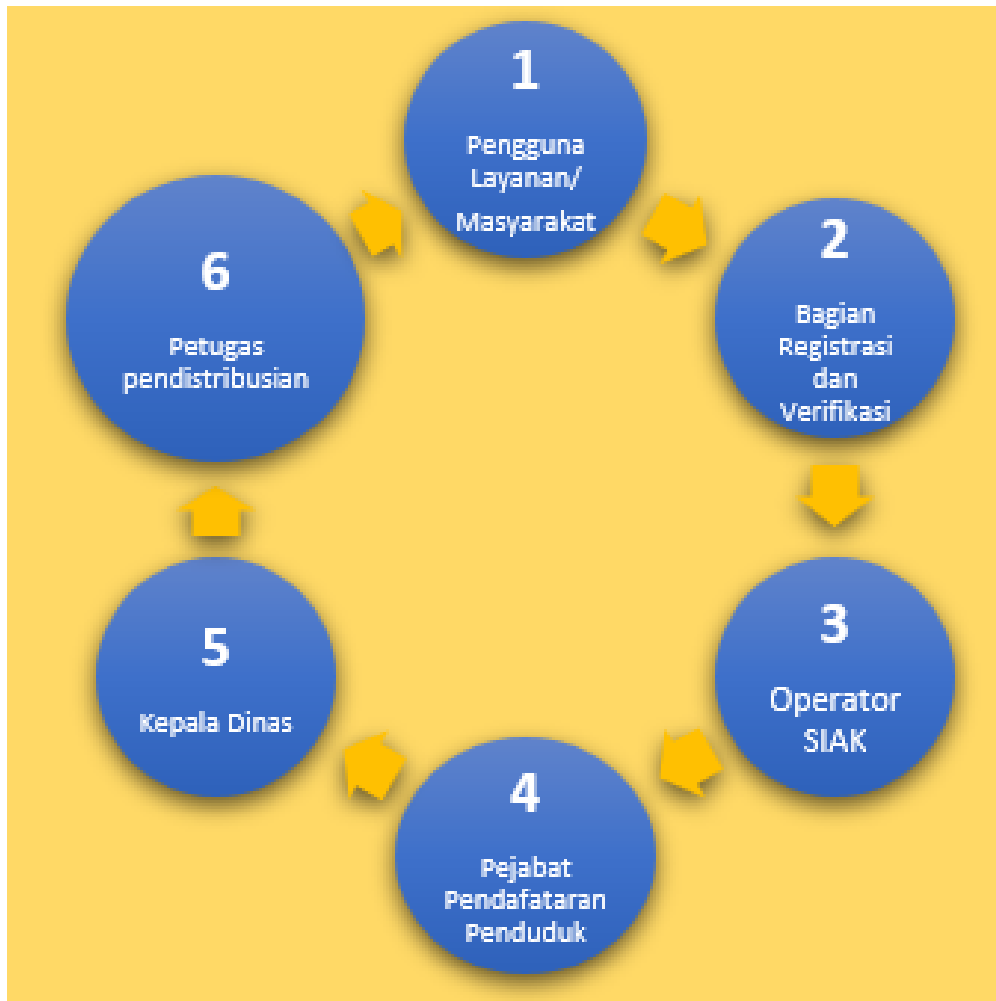 1
Pengguna
Layanan/
Masyarakat
2
Bagian
Registrasi
dan
Verifikasi
3
Operator
SIAK
4
Pejabat
Pendafataran
Penduduk
5
Kepala Dinas
6
Petugas
pendistribusian